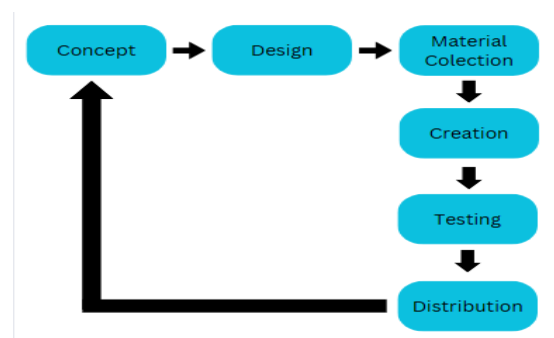 Concept
Design
Material
Colection
Creation
Testing
Distribution